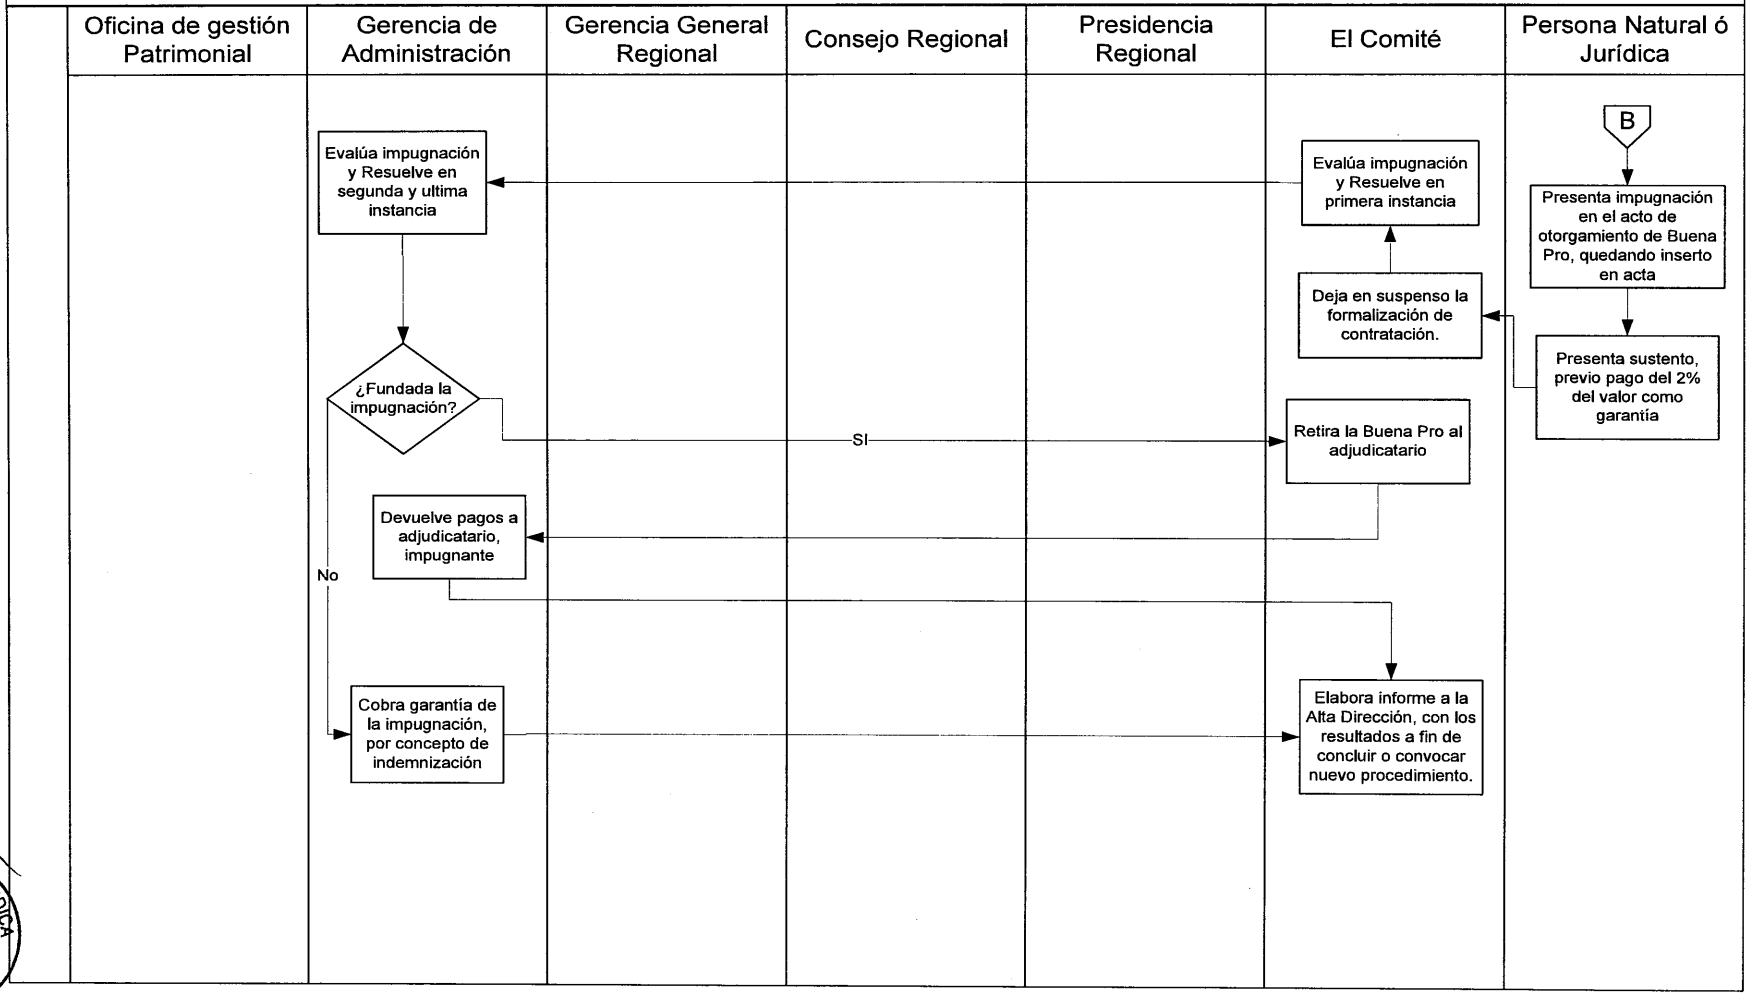 Oficina de gestión
Patrimonial
Gerencia de
Administración
Gerencia General
Regional
Consejo Regional
Presidencia
Regional
El Comité
Persona Natural ó
Jurídica
B
Presenta impugnación
en el acto de
otorgamiento de Buena
Pro, quedando inserto
en acta
Presenta sustento,
previo pago del 2%
del valor como
garantía
Deja en suspenso la
formalización de
contratación.
Evalúa impugnación
y Resuelve en
primera instancia
Evalúa impugnación
y Resuelve en
segunda y ultima
instancia
¿Fundada la
impugnación?
SI
Retira la Buena Pro al
adjudicatario
Devuelve pagos a
adjudicatario,
impugnante
No
Cobra garantía de
la impugnación,
por concepto de
indemnización
Elabora informe a la
Alta Dirección, con los
resultados a fin de
concluir o convocar
nuevo procedimiento.